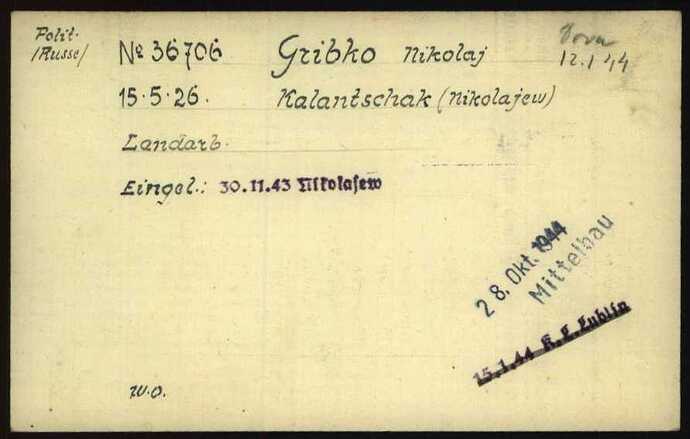 Polit.
/Russe/
№ 36706 Gribko Nikolaj
Dora
12.1.44
15.5.26. Kalantschak (Nikolajew)
Landarb.
Eingel.: 30.11.43 Nikolajew
28. Okt. 1944
Mittelbau
15.1.44 K.L. Lublin
W.O.